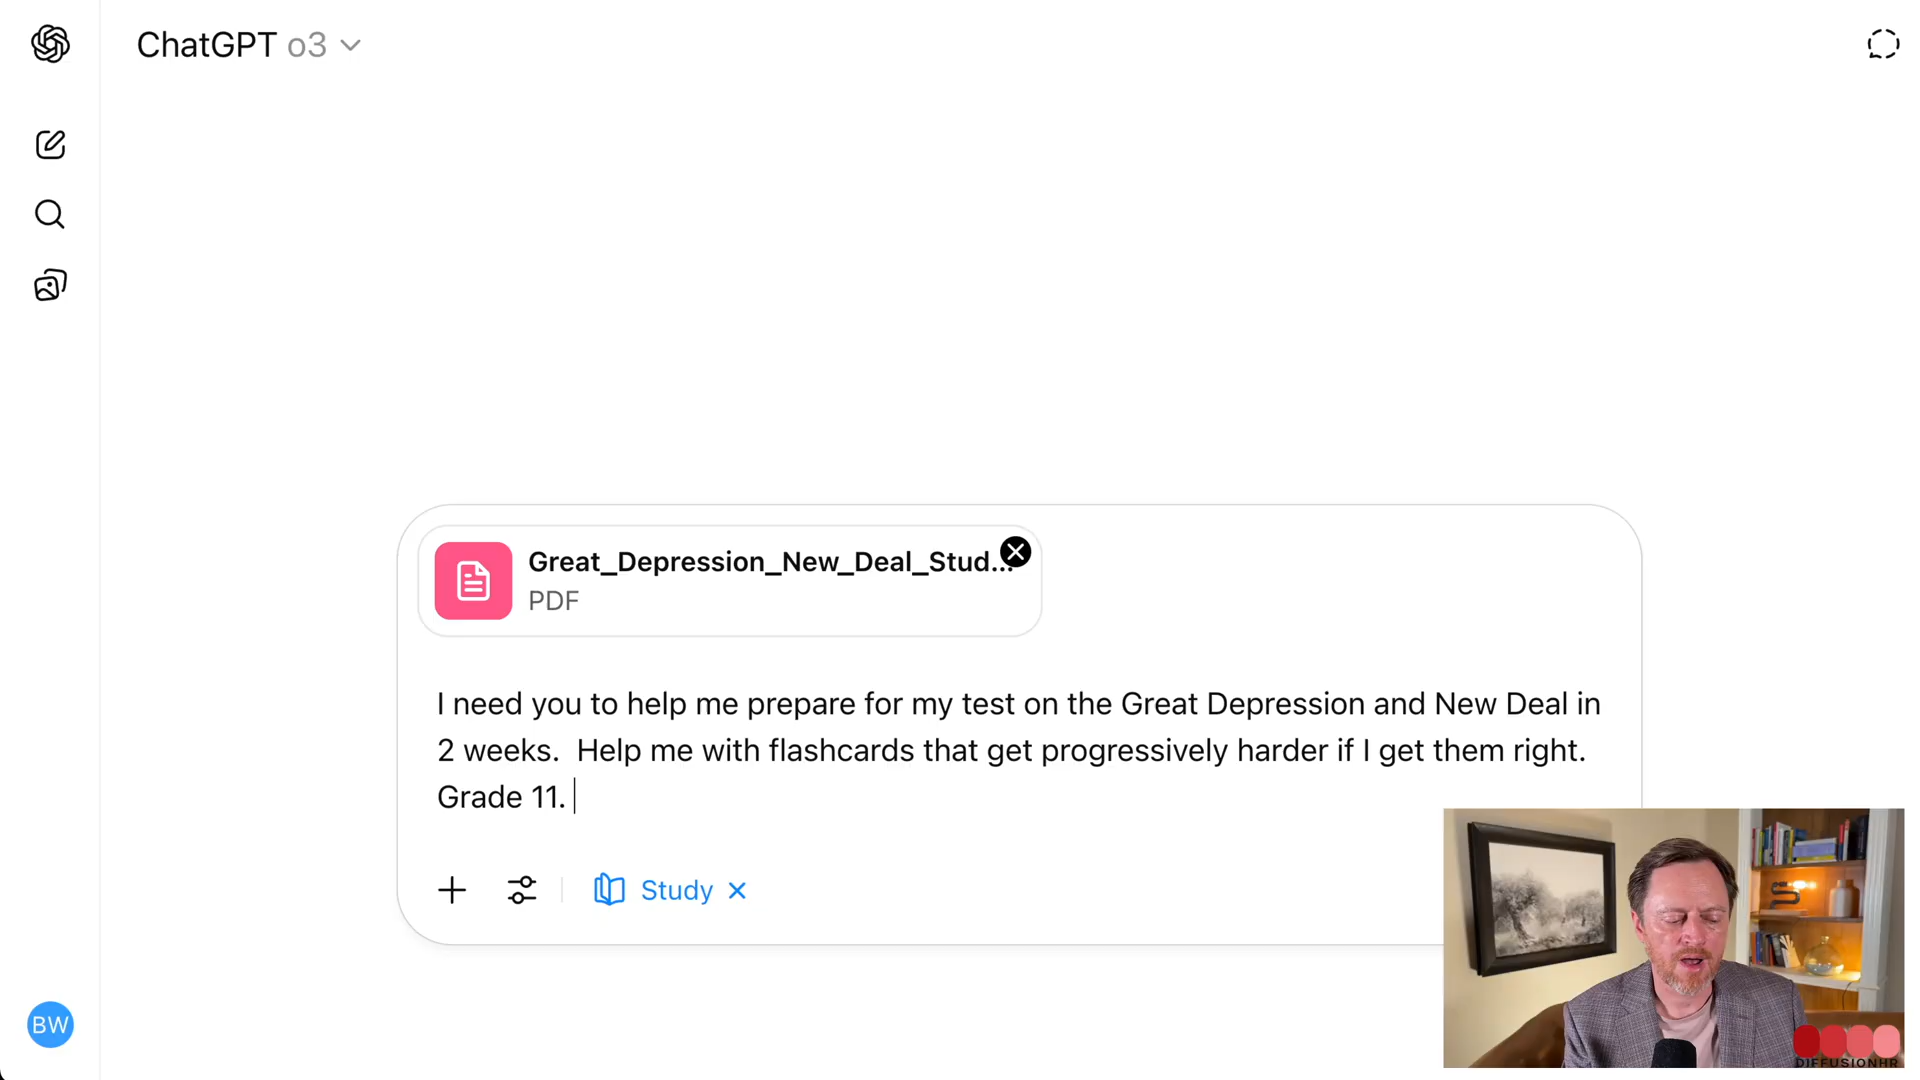 ChatGPT o3
Great_Depression_New_Deal_Stud...
PDF
I need you to help me prepare for my test on the Great Depression and New Deal in
2 weeks.  Help me with flashcards that get progressively harder if I get them right.
Grade 11.
Study
BW
DIFFUSIONHR